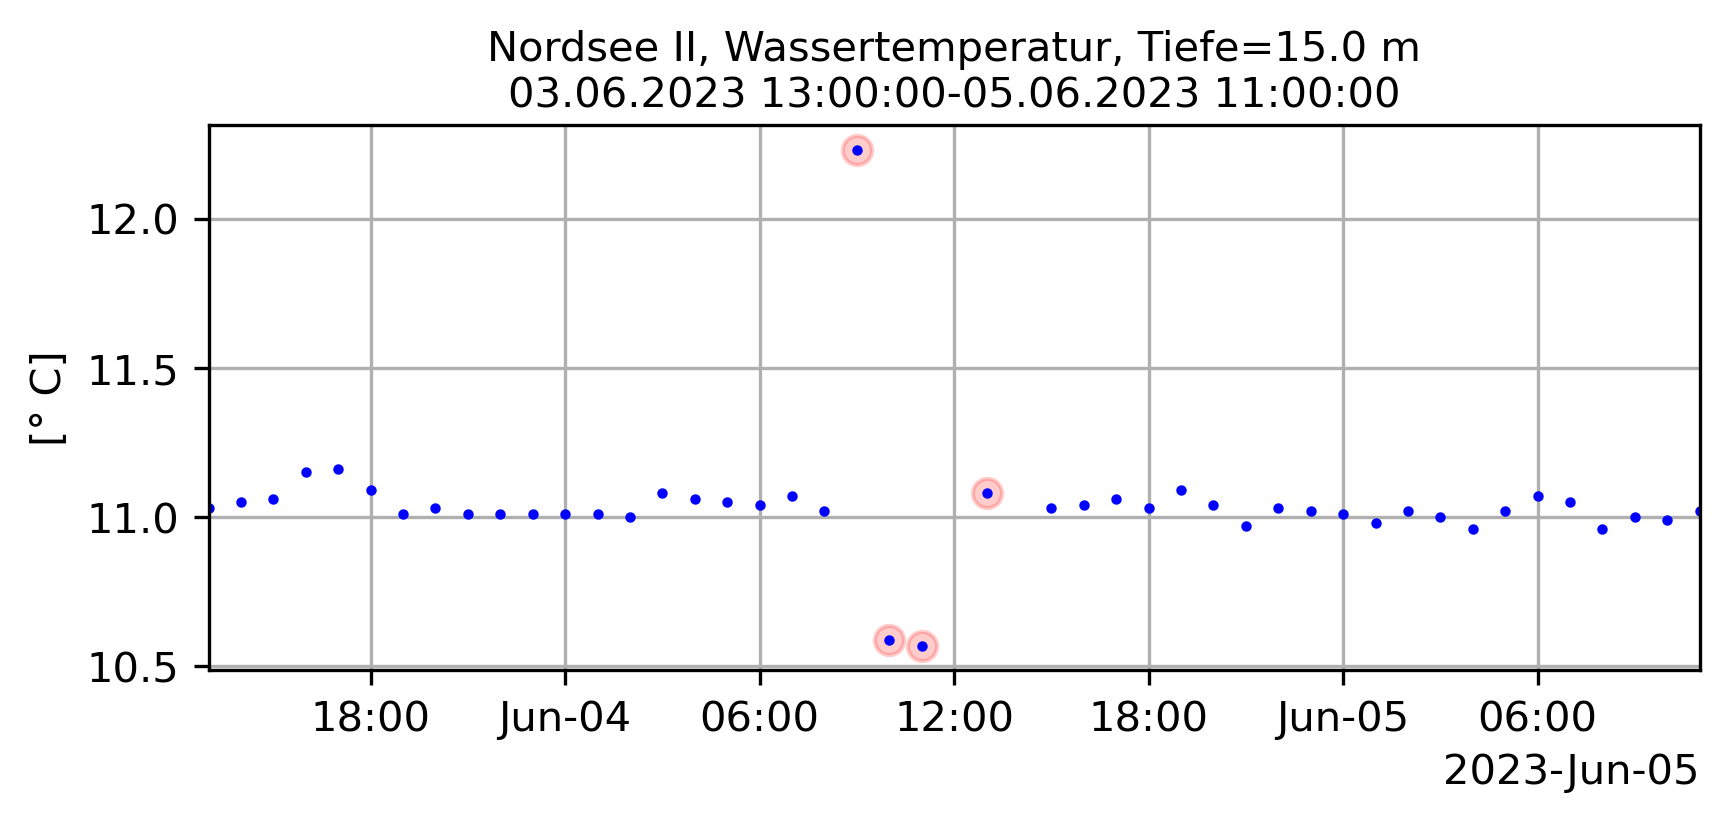 Nordsee II, Wassertemperatur, Tiefe=15.0 m
03.06.2023 13:00:00-05.06.2023 11:00:00
[° C]
12.0
11.5
11.0
10.5
18:00 Jun-04 06:00 12:00 18:00 Jun-05 06:00
2023-Jun-05